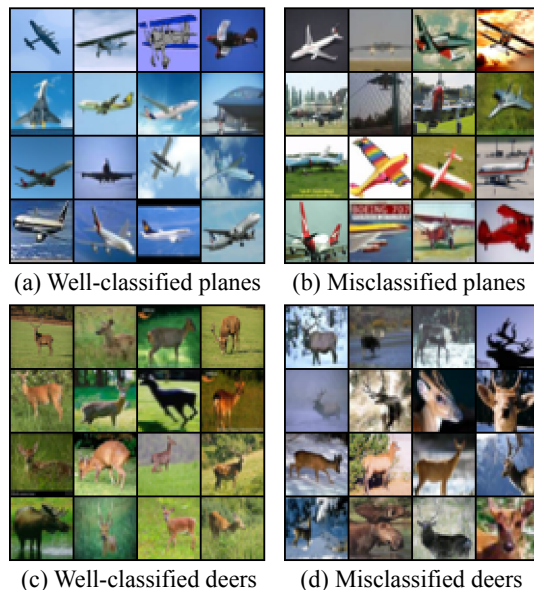 (a) Well-classified planes
BOEING 707
(b) Misclassified planes
(c) Well-classified deers
(d) Misclassified deers